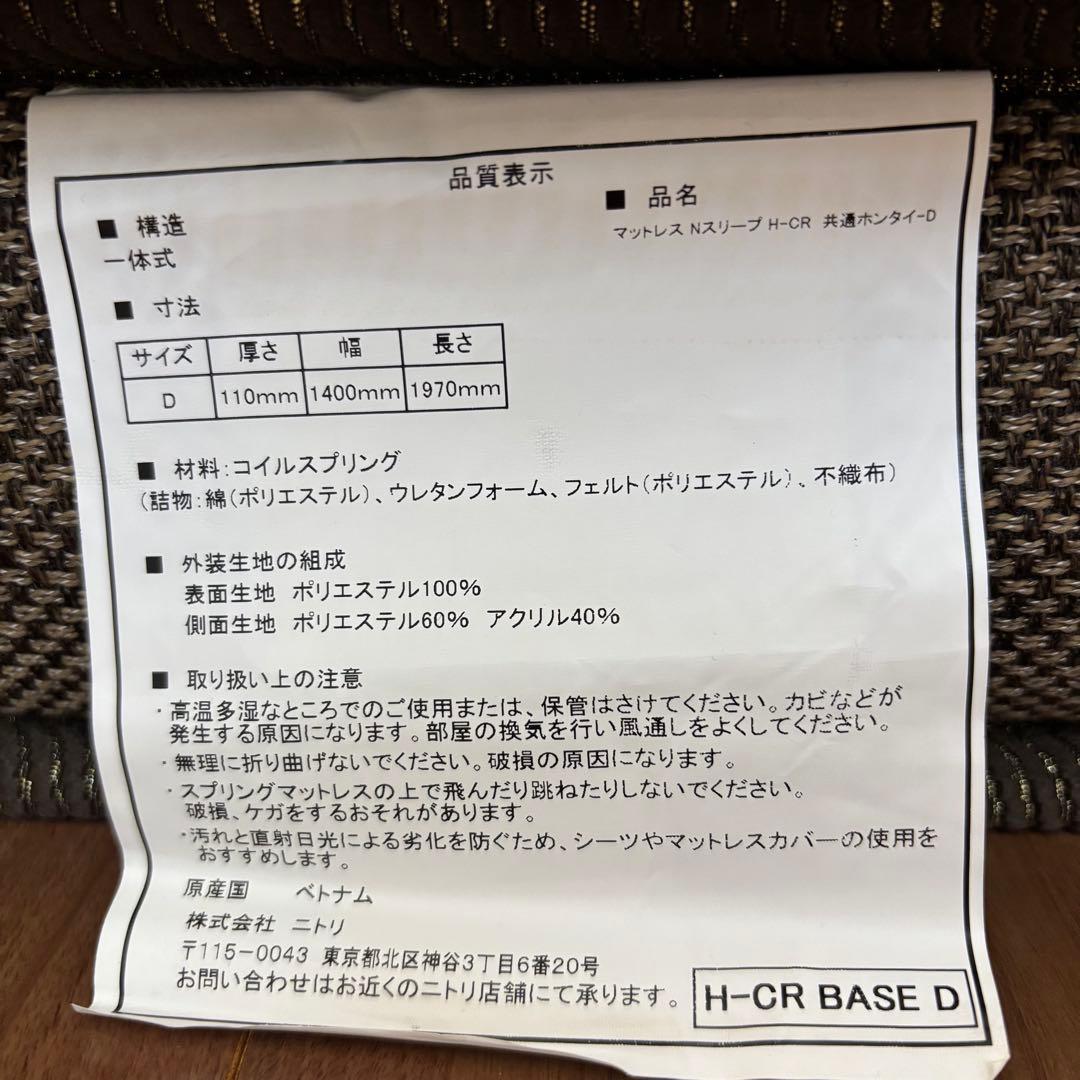 品質表示
■ 構造
一体式
■ 品名
マットレス Nスリープ H-CR 共通ホンタイ-D
■ 寸法
サイズ 厚さ 幅 長さ
D 110mm 1400mm 1970mm
■ 材料:コイルスプリング
(詰物:綿(ポリエステル)、ウレタンフォーム、フェルト(ポリエステル)、不織布)
■ 外装生地の組成
表面生地 ポリエステル100%
側面生地 ポリエステル60% アクリル40%
■ 取り扱い上の注意
・高温多湿なところでのご使用または、保管はさけてください。カビなどが
発生する原因になります。部屋の換気を行い風通しをよくしてください。
・無理に折り曲げないでください。破損の原因になります。
・スプリングマットレスの上で飛んだり跳ねたりしないでください。
破損、ケガをするおそれがあります。
・汚れと直射日光による劣化を防ぐため、シーツやマットレスカバーの使用を
おすすめします。
原産国 ベトナム
株式会社 ニトリ
〒115-0043 東京都北区神谷3丁目6番20号
お問い合わせはお近くのニトリ店舗にて承ります。
H-CR BASE D